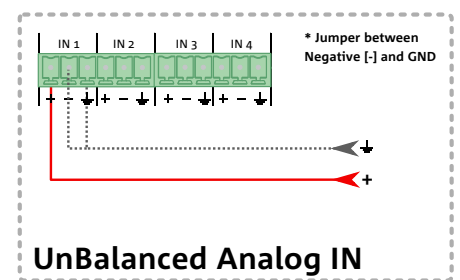 IN 1 IN 2 IN 3 IN 4
* Jumper between
Negative [-] and GND
+ − + − + − + −
+
UnBalanced Analog IN